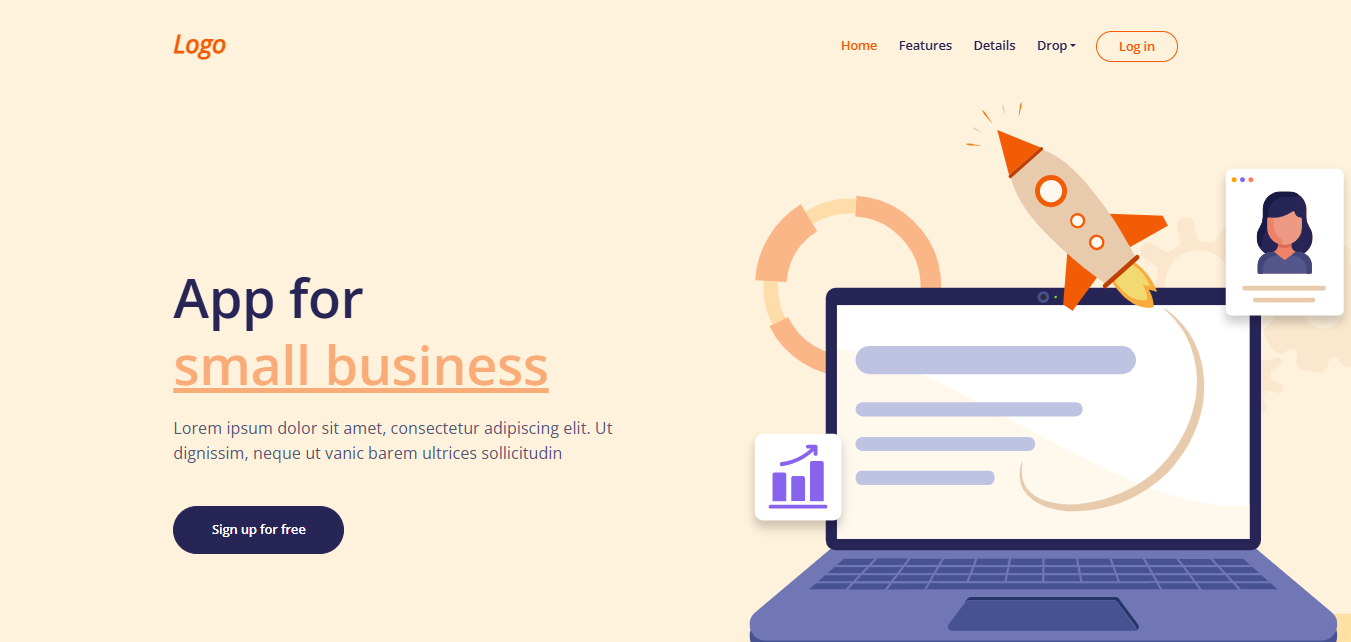 Logo
Home Features Details Drop Log in
App for
small business
Lorem ipsum dolor sit amet, consectetur adipiscing elit. Ut
dignissim, neque ut vanic barem ultrices sollicitudin
Sign up for free